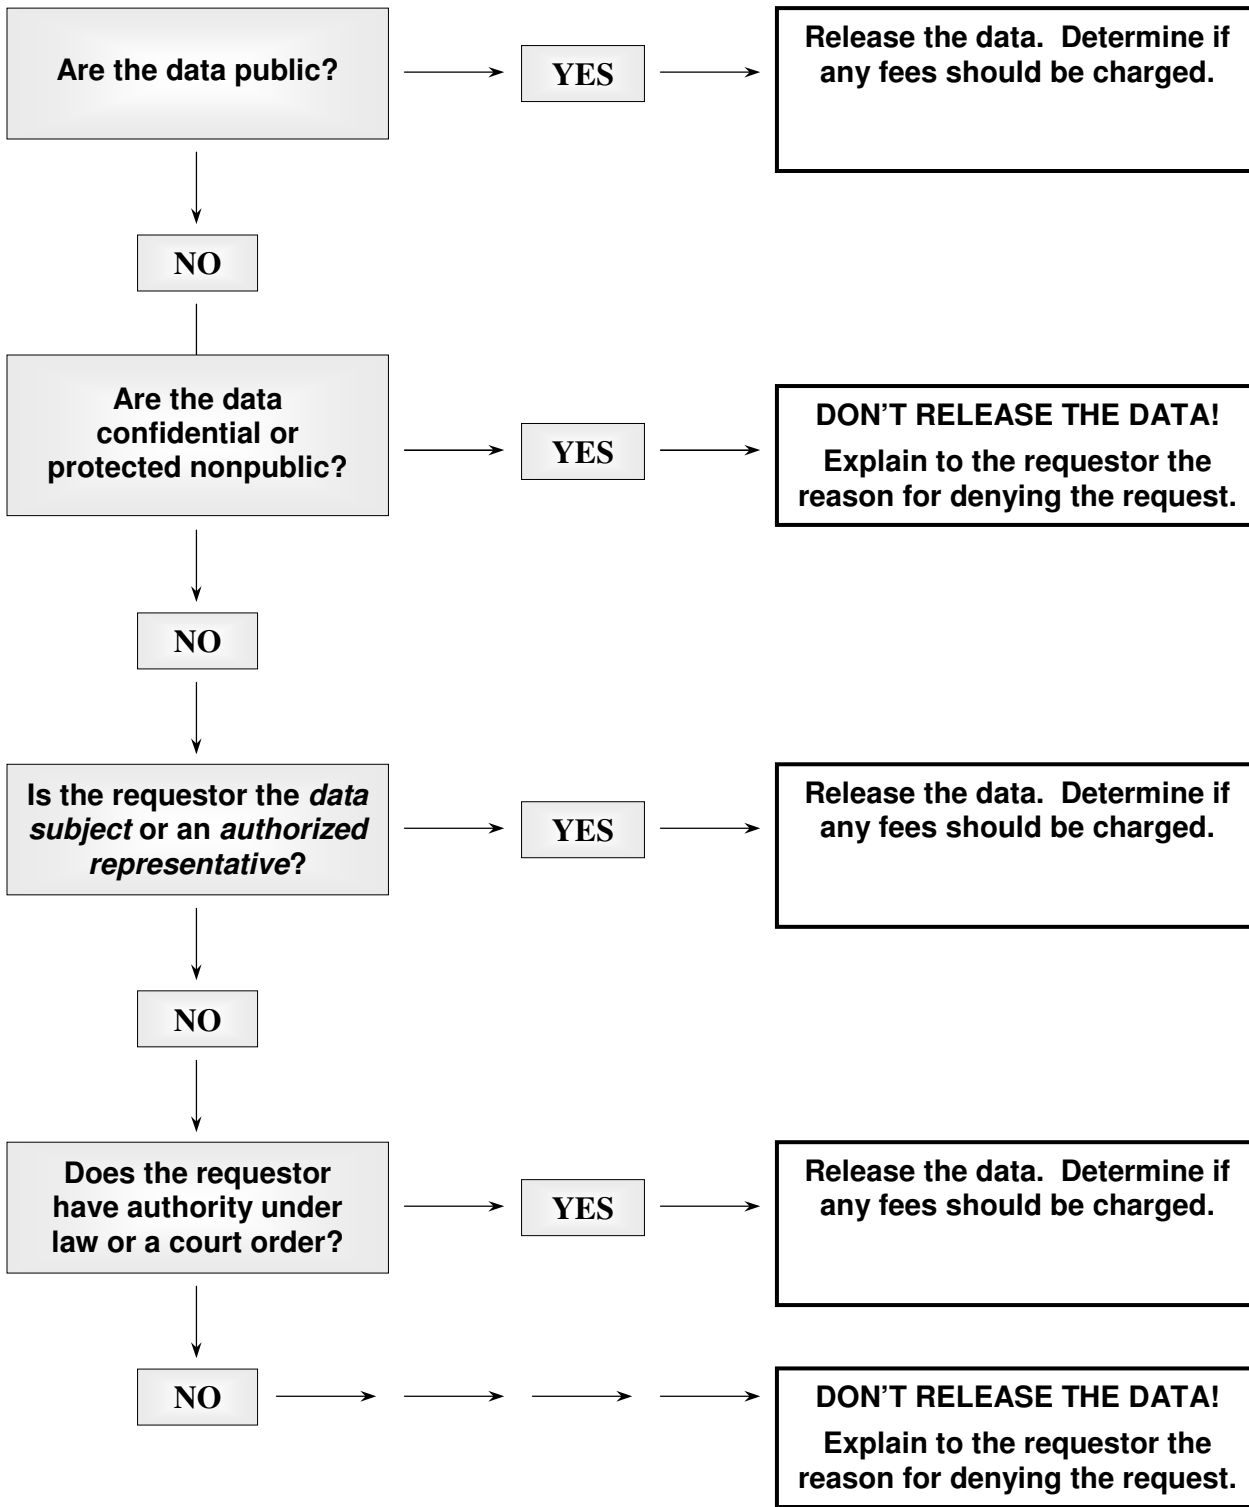 Are the data public?
YES
Release the data.  Determine if
any fees should be charged.
NO
Are the data
confidential or
protected nonpublic?
YES
DON’T RELEASE THE DATA!
Explain to the requestor the
reason for denying the request.
NO
Is the requestor the data
subject or an authorized
representative?
YES
Release the data.  Determine if
any fees should be charged.
NO
Does the requestor
have authority under
law or a court order?
YES
Release the data.  Determine if
any fees should be charged.
NO
DON’T RELEASE THE DATA!
Explain to the requestor the
reason for denying the request.